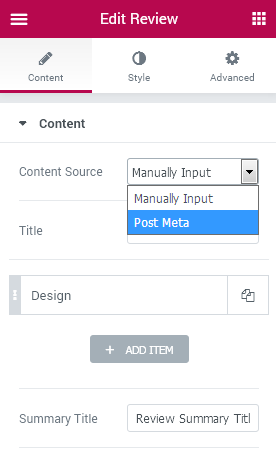 Edit Review
Content Style Advanced
Content
Content Source Manually Input
Manually Input
Post Meta
Title
Design
+ ADD ITEM
Summary Title Review Summary Titl